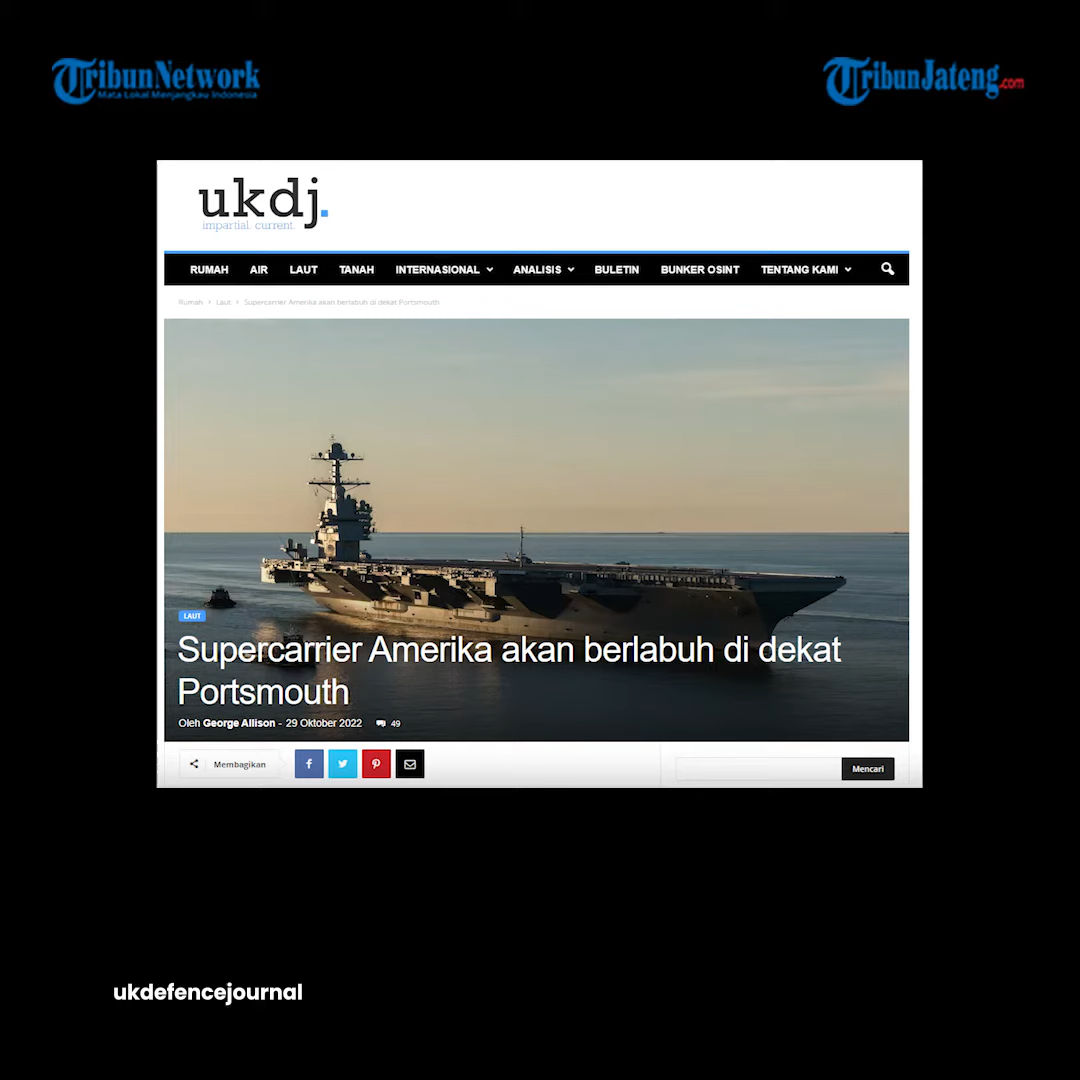 TribunNetwork
Mata Lokal Menjangkau Indonesia
TribunJateng.com
ukdj.
impartial. current.
RUMAH AIR LAUT TANAH INTERNASIONAL ANALISIS BULETIN BUNKER OSINT TENTANG KAMI
Rumah › Laut › Supercarrier Amerika akan berlabuh di dekat Portsmouth
LAUT
Supercarrier Amerika akan berlabuh di dekat
Portsmouth
Oleh George Allison - 29 Oktober 2022 49
Membagikan
Mencari
ukdefencejournal